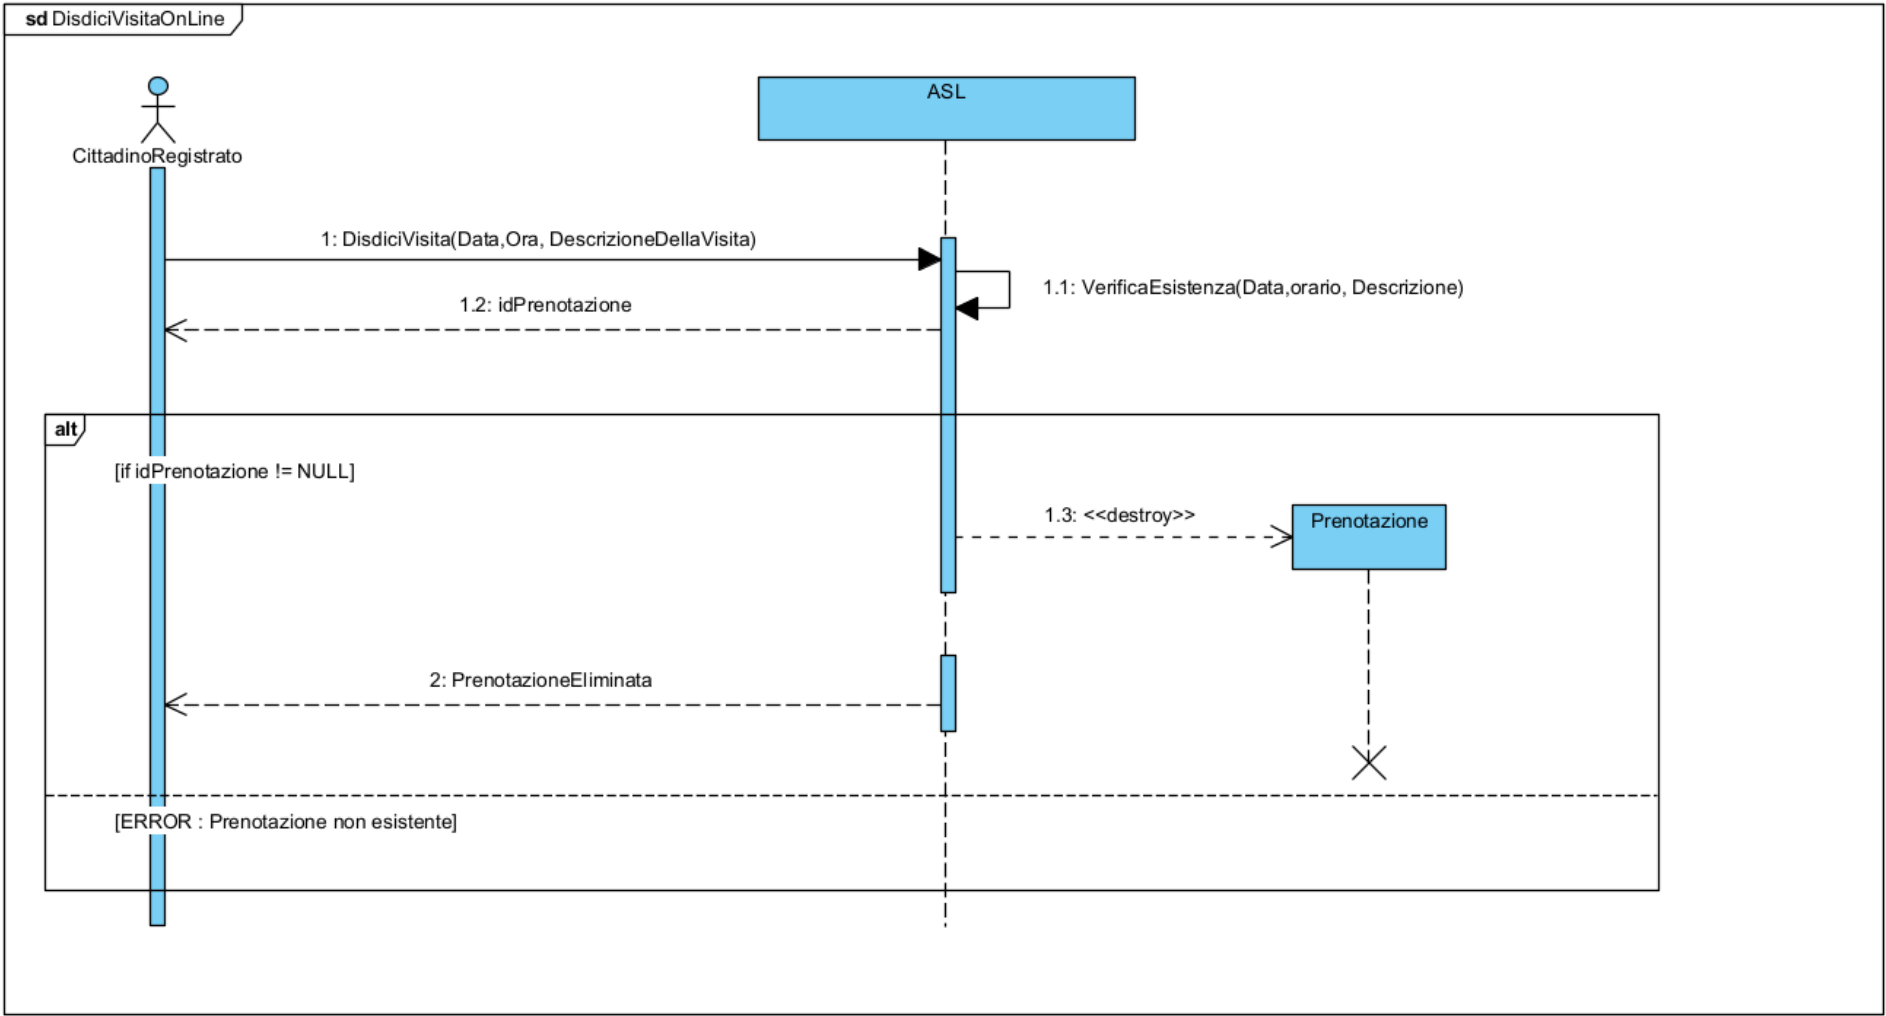 sd DisdiciVisitaOnLine
ASL
CittadinoRegistrato
1: DisdiciVisita(Data,Ora, DescrizioneDellaVisita)
1.1: VerificaEsistenza(Data,orario, Descrizione)
1.2: idPrenotazione
alt
[if idPrenotazione != NULL]
1.3: <<destroy>>
Prenotazione
2: PrenotazioneEliminata
[ERROR : Prenotazione non esistente]